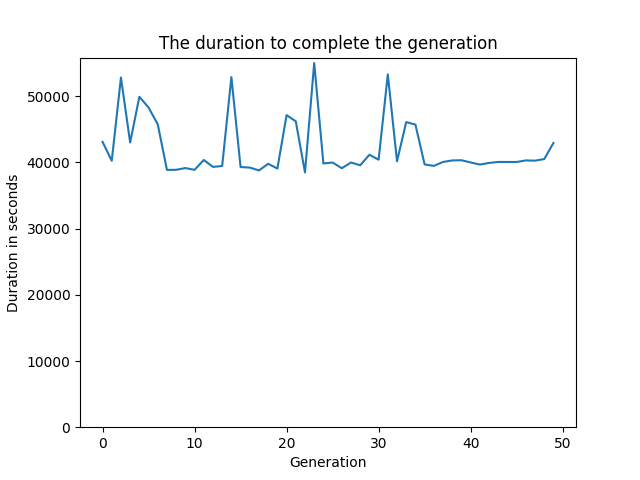 The duration to complete the generation
Duration in seconds
50000
40000
30000
20000
10000
0
0 10 20 30 40 50
Generation